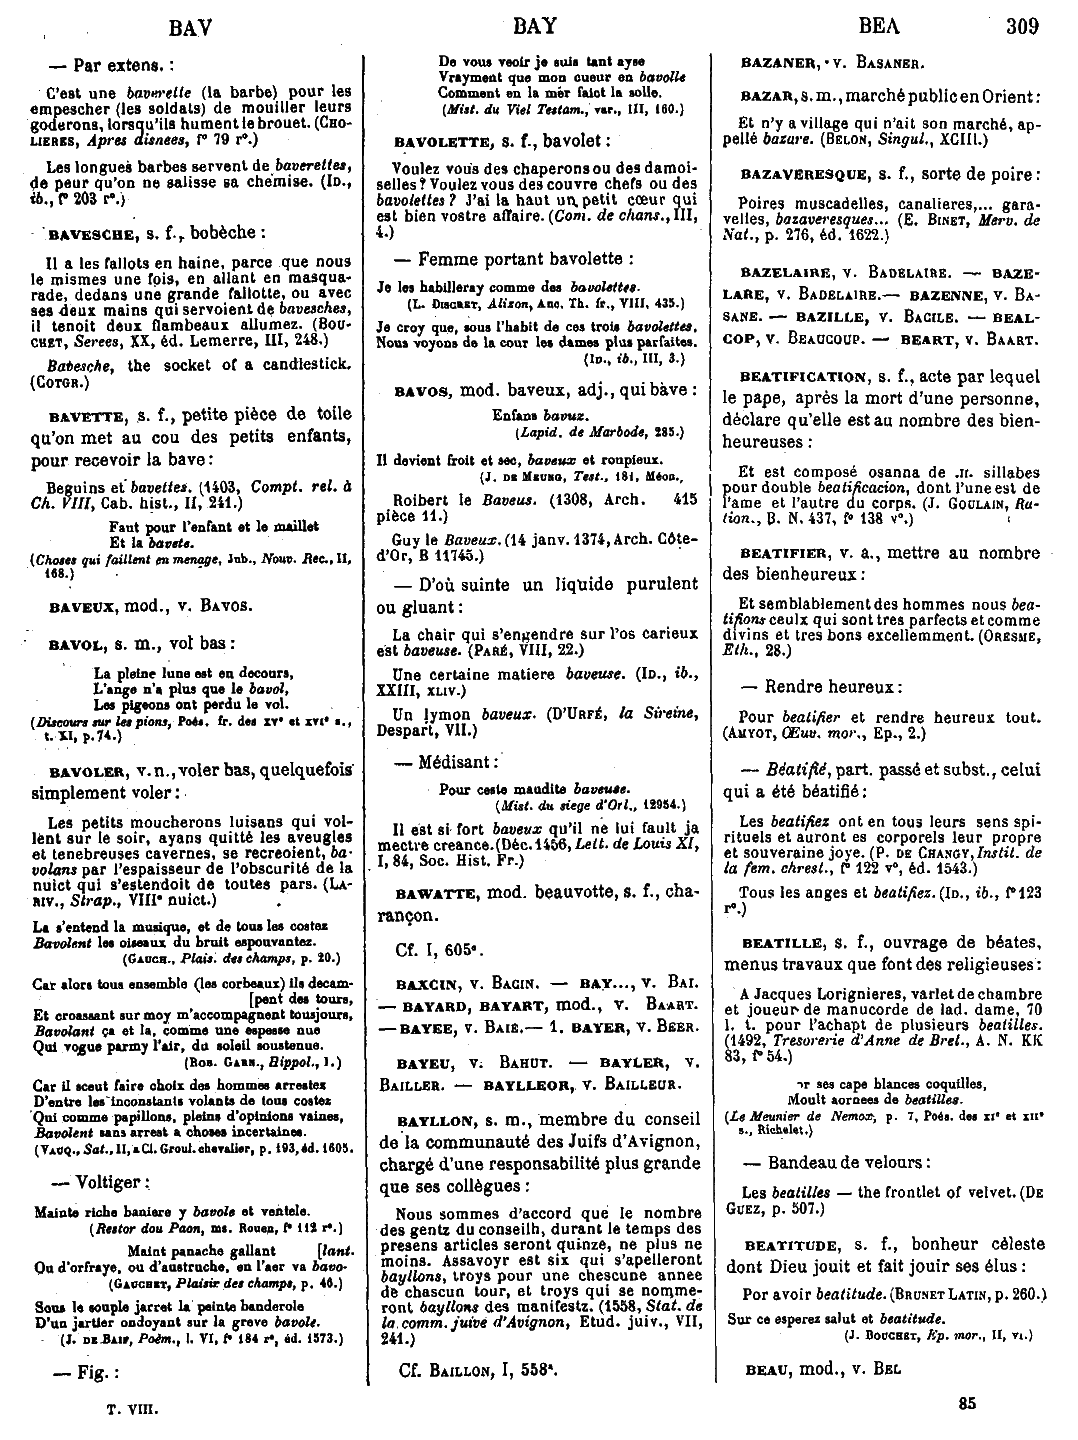 BAV
BAY
BEA 309
— Par extens. :
C'est une baverette (la barbe) pour les
empescher (les soldats) de mouiller leurs
goderons, lorsqu'ils hument le brouet. (CHO-
LIERES, Apres disnees, f° 79 r°.)
Les longues barbes servent de baverettes,
de peur qu'on ne salisse sa chemise. (ID.,
ib., f° 203 r°.)
BAVESCHE, s. f., bobèche :
Il a les fallots en haine, parce que nous
le mismes une fois, en allant en masqua-
rade, dedans une grande fallotte, ou avec
ses deux mains qui servoient de bavesches,
il tenoit deux flambeaux allumez. (BOU-
CHET, Serees, XX, éd. Lemerre, III, 248.)
Babesche, the socket of a candlestick.
(COTGR.)
BAVETTE, s. f., petite pièce de toile
qu'on met au cou des petits enfants,
pour recevoir la bave :
Beguins et bavettes. (1403, Compt. rel. à
Ch. VIII, Cab. hist., II, 241.)
Faut pour l'enfant et le maillet
Et la bavete.
(Choses qui faillent en menage, Jub., Nouv. Rec., II,
168.)
BAVEUX, mod., v. BAVOS.
BAVOL, s. m., vol bas :
La pleine lune est en decours,
L'ange n'a plus que le bavol,
Les pigeons ont perdu le vol.
(Discours sur les pions, Poés. fr. des XV° et XVI° s.,
t. XI, p. 74.)
BAVOLER, v. n., voler bas, quelquefois
simplement voler :
Les petits moucherons luisans qui vol-
lent sur le soir, ayans quitté les aveugles
et tenebreuses cavernes, se recreoient, ba-
volans par l'espaisseur de l'obscurité de la
nuict qui s'estendoit de toutes pars. (LA-
RIV., Strap., VIII° nuict.)
La s'entend la musique, et de tous les costez
Bavolent les oiseaux du bruit espouvantez.
(GAUCH., Plais. des champs, p. 20.)
Car alors tous ensemble (les corbeaux) ils decam-
[pent des tours,
Et croassant sur moy m'accompagnent tousjours,
Bavolant ça et la, comme une espesse nue
Qui vogue parmy l'air, du soleil soustenue.
(ROB. GARN., Hippol., I.)
Car il sceut faire choix des hommes arrestez
D'entre les inconstants volants de tous costez
Qui comme papillons, pleins d'opinions vaines,
Bavolent sans arrest a choses incertaines.
(VAUQ., Sat., II, a Cl. Groul. chevalier, p. 193, éd. 1605.
— Voltiger :
Mainte riche baniere y bavole et ventele.
(Restor dou Paon, ms. Rouen, f° 112 r°.)
Maint panache gallant [lant.
Ou d'orfraye, ou d'austruche, en l'aer va bavo-
(GAUCHET, Plaisir des champs, p. 46.)
Sous le souple jarret la peinte banderole
D'un jartier ondoyant sur la greve bavole.
(J. DE BAIF, Poèm., l. VI, f° 184 r°, éd. 1573.)
— Fig. :
De vous veoir je suis tant ayse
Vrayment que mon cueur en bavolle
Comment en la mer faict la solle.
(Mist. du Viel Testam., var., III, 160.)
BAVOLETTE, s. f., bavolet :
Voulez vous des chaperons ou des damoi-
selles ? Voulez vous des couvre chefs ou des
bavolettes ? J'ai la haut un petit cœur qui
est bien vostre affaire. (Com. de chans., III,
4.)
— Femme portant bavolette :
Je les habilleray comme des bavolettes.
(L. DISCRET, Alizon, Anc. Th. fr., VIII, 435.)
Je croy que, sous l'habit de ces trois bavolettes,
Nous voyons de la cour les dames plus parfaites.
(ID., ib., III, 3.)
BAVOS, mod. baveux, adj., qui bave :
Enfans bavuz.
(Lapid. de Marbode, 285.)
Il devient froit et sec, baveux et roupieux.
(J. DE MEUNG, Test., 181, Méon.,
Roibert le Baveus. (1308, Arch. 415
pièce 11.)
Guy le Baveux. (14 janv. 1374, Arch. Côte-
d'Or, B 11745.)
— D'où suinte un liquide purulent
ou gluant :
La chair qui s'engendre sur l'os carieux
est baveuse. (PARÉ, VIII, 22.)
Une certaine matiere baveuse. (ID., ib.,
XXIII, XLIV.)
Un lymon baveux. (D'URFÉ, la Sireine,
Despart, VII.)
— Médisant :
Pour ceste maudite baveuse.
(Mist. du siege d'Orl., 12954.)
Il est si fort baveux qu'il ne lui fault ja
mectre creance. (Déc. 1456, Lett. de Louis XI,
I, 84, Soc. Hist. Fr.)
BAWATTE, mod. beauvotte, s. f., cha-
rançon.
Cf. I, 605°.
BAXCIN, v. BACIN. — BAY..., v. BAI.
— BAYARD, BAYART, mod., v. BAART.
— BAYEE, v. BAIÉ. — 1. BAYER, v. BEER.
BAYEU, v. BAHUT. — BAYLER, v.
BAILLER. — BAYLLEOR, v. BAILLEUR.
BAYLLON, s. m., membre du conseil
de la communauté des Juifs d'Avignon,
chargé d'une responsabilité plus grande
que ses collègues :
Nous sommes d'accord que le nombre
des gentz du conseilh, durant le temps des
presens articles seront quinze, ne plus ne
moins. Assavoyr est six qui s'apelleront
bayllons, troys pour une chescune annee
de chascun tour, et troys qui se nomme-
ront bayllons des manifestz. (1558, Stat. de
la comm. juive d'Avignon, Etud. juiv., VII,
241.)
Cf. BAILLON, I, 558ª.
BAZANER, v. BASANER.
BAZAR, s. m., marché public en Orient :
Et n'y a village qui n'ait son marché, ap-
pellé bazare. (BELON, Singul., XCIII.)
BAZAVERESQUE, s. f., sorte de poire :
Poires muscadelles, canalieres,... gara-
velles, bazaveresques... (E. BINET, Merv. de
Nat., p. 276, éd. 1622.)
BAZELAIRE, v. BADELAIRE. — BAZE-
LARE, v. BADELAIRE. — BAZENNE, v. BA-
SANE. — BAZILLE, v. BACILE. — BEAL-
COP, v. BEAUCOUP. — BEART, v. BAART.
BEATIFICATION, s. f., acte par lequel
le pape, après la mort d'une personne,
déclare qu'elle est au nombre des bien-
heureuses :
Et est composé osanna de .II. sillabes
pour double beatificacion, dont l'une est de
l'ame et l'autre du corps. (J. GOULAIN, Ra-
tion., B. N. 437, f° 138 v°.)
BEATIFIER, v. a., mettre au nombre
des bienheureux :
Et semblablement des hommes nous bea-
tifions ceulx qui sont tres parfects et comme
divins et tres bons excellemment. (ORESME,
Eth., 28.)
— Rendre heureux :
Pour beatifier et rendre heureux tout.
(AMYOT, Œuv. mor., Ep., 2.)
— Béatifié, part. passé et subst., celui
qui a été béatifié :
Les beatifiez ont en tous leurs sens spi-
rituels et auront es corporels leur propre
et souveraine joye. (P. DE CHANGY, Instit. de
la fem. chrest., f° 122 v°, éd. 1543.)
Tous les anges et beatifiez. (ID., ib., f° 123
r°.)
BEATILLE, s. f., ouvrage de béates,
menus travaux que font des religieuses :
A Jacques Lorignieres, varlet de chambre
et joueur de manucorde de lad. dame, 70
l. t. pour l'achapt de plusieurs beatilles.
(1492, Tresorerie d'Anne de Bret., A. N. KK
83, f° 54.)
ses cape blances coquilles,
Moult aornees de beatilles.
(Le Meunier de Nemox, p. 7, Poés. des XI° et XII°
s., Richelet.)
— Bandeau de velours :
Les beatilles — the frontlet of velvet. (DE
GUEZ, p. 507.)
BEATITUDE, s. f., bonheur céleste
dont Dieu jouit et fait jouir ses élus :
Por avoir beatitude. (BRUNET LATIN, p. 260.)
Sur ce esperez salut et beatitude.
(J. BOUCHET, Ep. mor., II, VI.)
BEAU, mod., v. BEL
T. VIII.
85